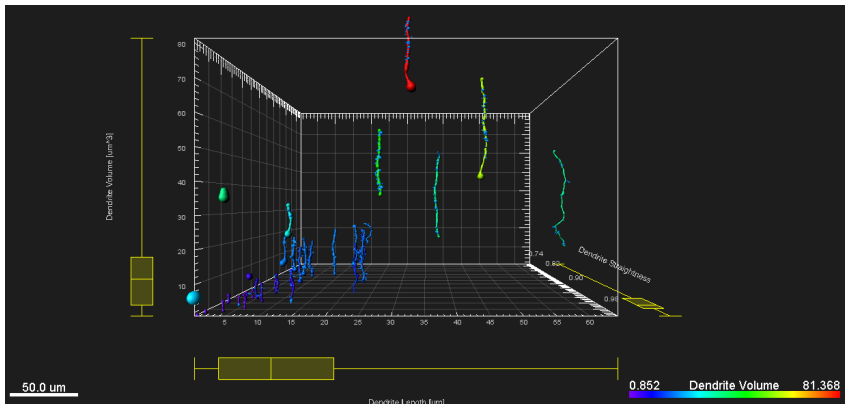 80
70
60
50
40
30
20
10
Dendrite Volume [um^3]
0.74
0.82
Dendrite Straightness
0.90
0.98
5 10 15 20 25 30 35 40 45 50 55 60
50.0 um
0.852 Dendrite Volume 81.368
Dendrite Length [um]